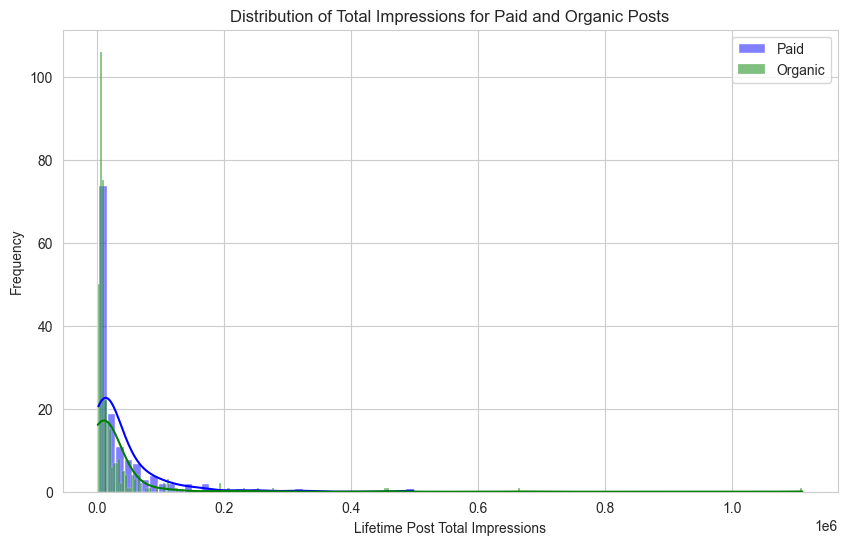 Distribution of Total Impressions for Paid and Organic Posts
Paid
Organic
Frequency
100
80
60
40
20
0
0.0 0.2 0.4 0.6 0.8 1.0
1e6
Lifetime Post Total Impressions